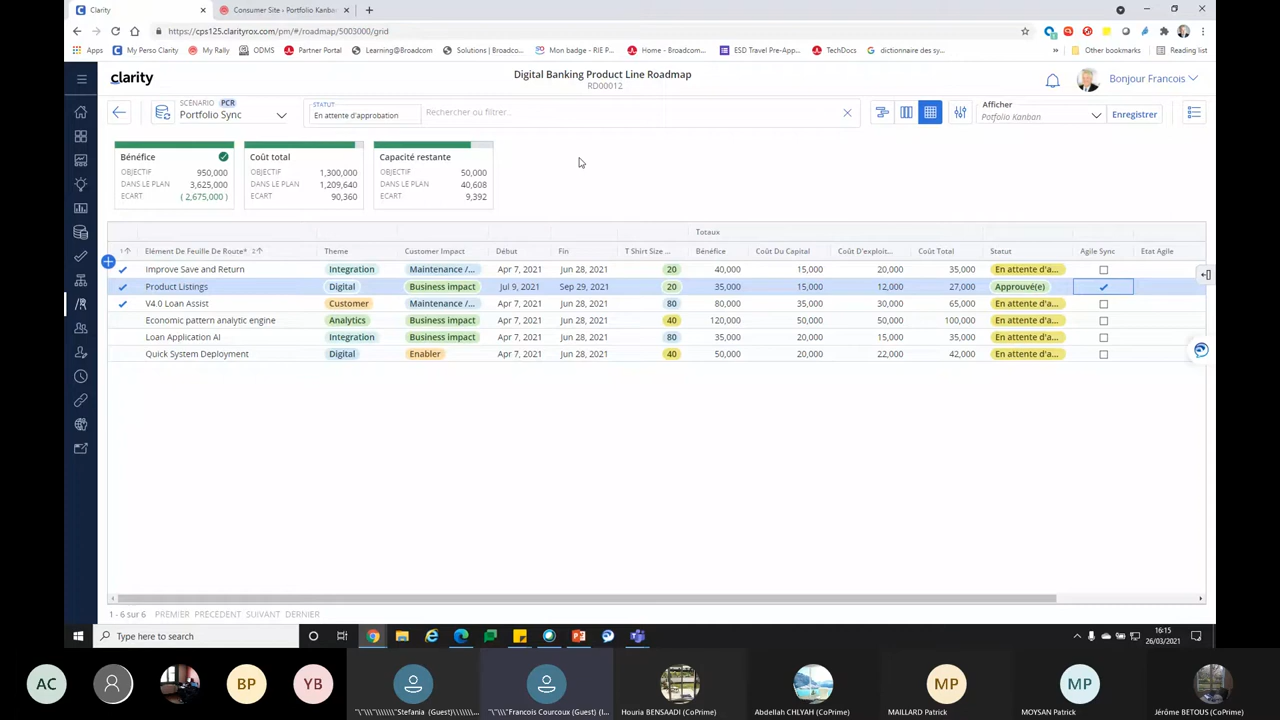 Clarity
Consumer Site - Portfolio Kanban
https://cps125.clarityrox.com/pm/#/roadmap/5003000/grid
Apps My Perso Clarity My Rally ODMS Partner Portal Learning@Broadcom Solutions | Broadc... Mon badge - RIE P... Home - Broadcom... ESD Travel Pre-App... TechDocs dictionnaire des sy... » Other bookmarks Reading list
clarity
Digital Banking Product Line Roadmap
RD00012
Bonjour Francois
SCENARIO PCR
Portfolio Sync
STATUT
En attente d'approbation
Rechercher ou filtrer...
Afficher
Potfolio Kanban
Enregistrer
Bénéfice
OBJECTIF 950,000
DANS LE PLAN 3,625,000
ECART ( 2,675,000 )
Coût total
OBJECTIF 1,300,000
DANS LE PLAN 1,209,640
ECART 90,360
Capacité restante
OBJECTIF 50,000
DANS LE PLAN 40,608
ECART 9,392
Totaux
1 Elément De Feuille De Route* 2 Theme Customer Impact Début Fin T Shirt Size ... Bénéfice Coût Du Capital Coût D'exploit... Coût Total Statut Agile Sync Etat Agile
Improve Save and Return Integration Maintenance /... Apr 7, 2021 Jun 28, 2021 20 40,000 15,000 20,000 35,000 En attente d'a...
Product Listings Digital Business impact Jul 9, 2021 Sep 29, 2021 20 35,000 15,000 12,000 27,000 Approuvé(e)
V4.0 Loan Assist Customer Maintenance /... Apr 7, 2021 Jun 28, 2021 80 80,000 35,000 30,000 65,000 En attente d'a...
Economic pattern analytic engine Analytics Business impact Apr 7, 2021 Jun 28, 2021 40 120,000 50,000 50,000 100,000 En attente d'a...
Loan Application AI Integration Business impact Apr 7, 2021 Jun 28, 2021 80 35,000 20,000 15,000 35,000 En attente d'a...
Quick System Deployment Digital Enabler Apr 7, 2021 Jun 28, 2021 40 50,000 20,000 22,000 42,000 En attente d'a...
1 - 6 sur 6 PREMIER PRÉCÉDENT SUIVANT DERNIER
Type here to search
16:15
26/03/2021
AC BP YB MP MP
"\"\\\"Stefania (Guest)\\\\\\\... "\"\\\"Francois Courcoux (Guest) (I... Houria BENSAADI (CoPrime) Abdellah CHLYAH (CoPrime) MAILLARD Patrick MOYSAN Patrick Jérôme BETOUS (CoPrime)